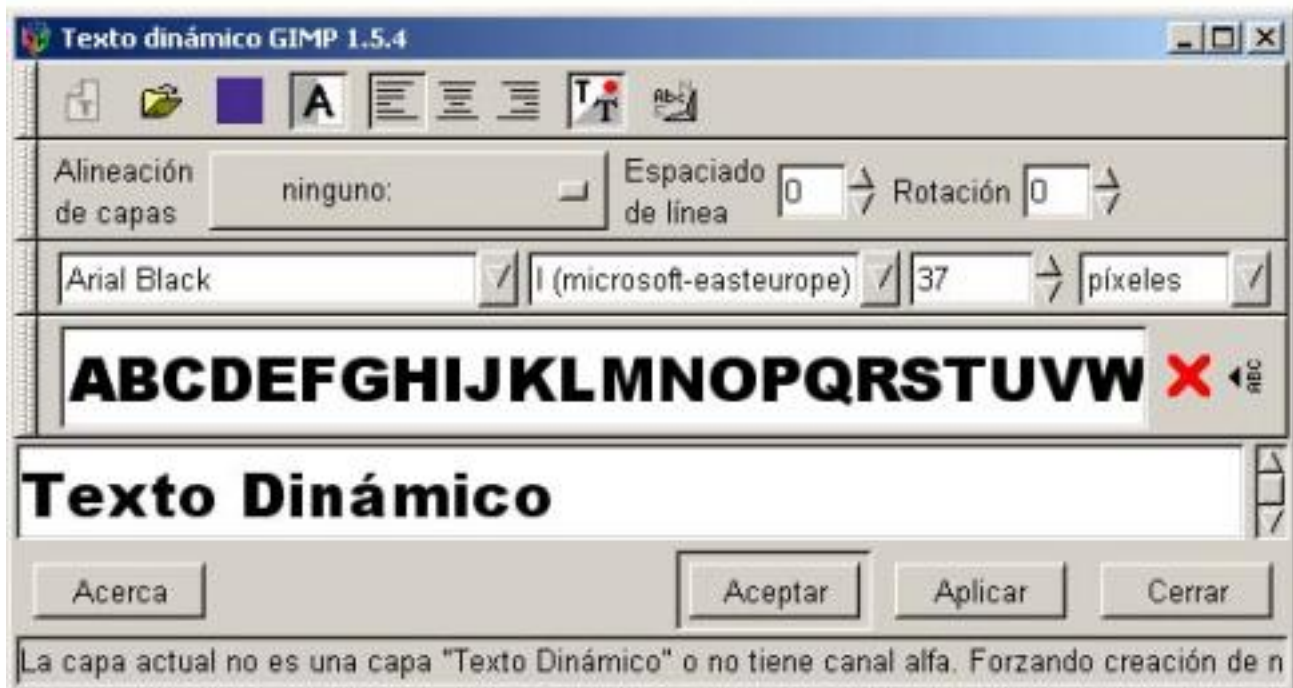 Texto dinámico GIMP 1.5.4
T A T T Abc
Alineación de capas ninguno: Espaciado de línea 0 Rotación 0
Arial Black l (microsoft-easteurope) 37 píxeles
ABCDEFGHIJKLMNOPQRSTUVW ABC
Texto Dinámico
Acerca Aceptar Aplicar Cerrar
La capa actual no es una capa "Texto Dinámico" o no tiene canal alfa. Forzando creación de n